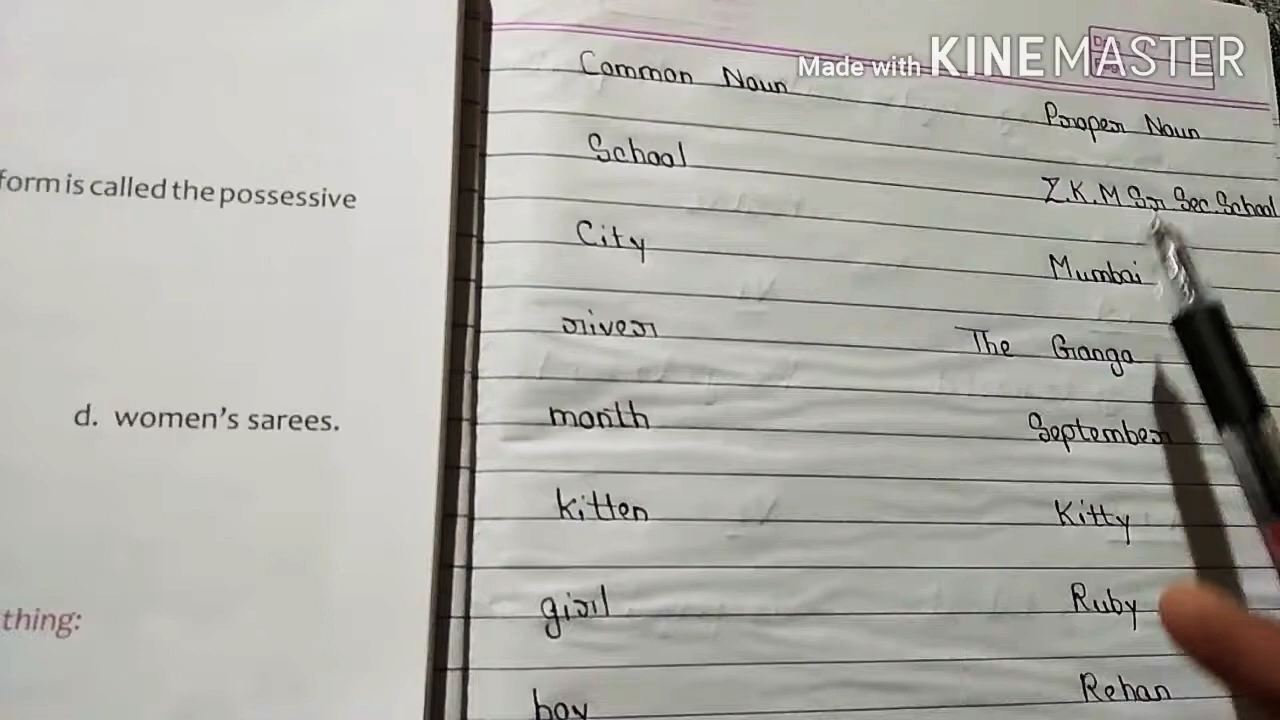 Made with KINEMASTER
form is called the possessive
d. women's sarees.
thing:
Common Noun Proper Noun
School Z.K.M Sr Sec. School
City Mumbai
river The Ganga
month September
kitten Kitty
girl Ruby
boy Rehan